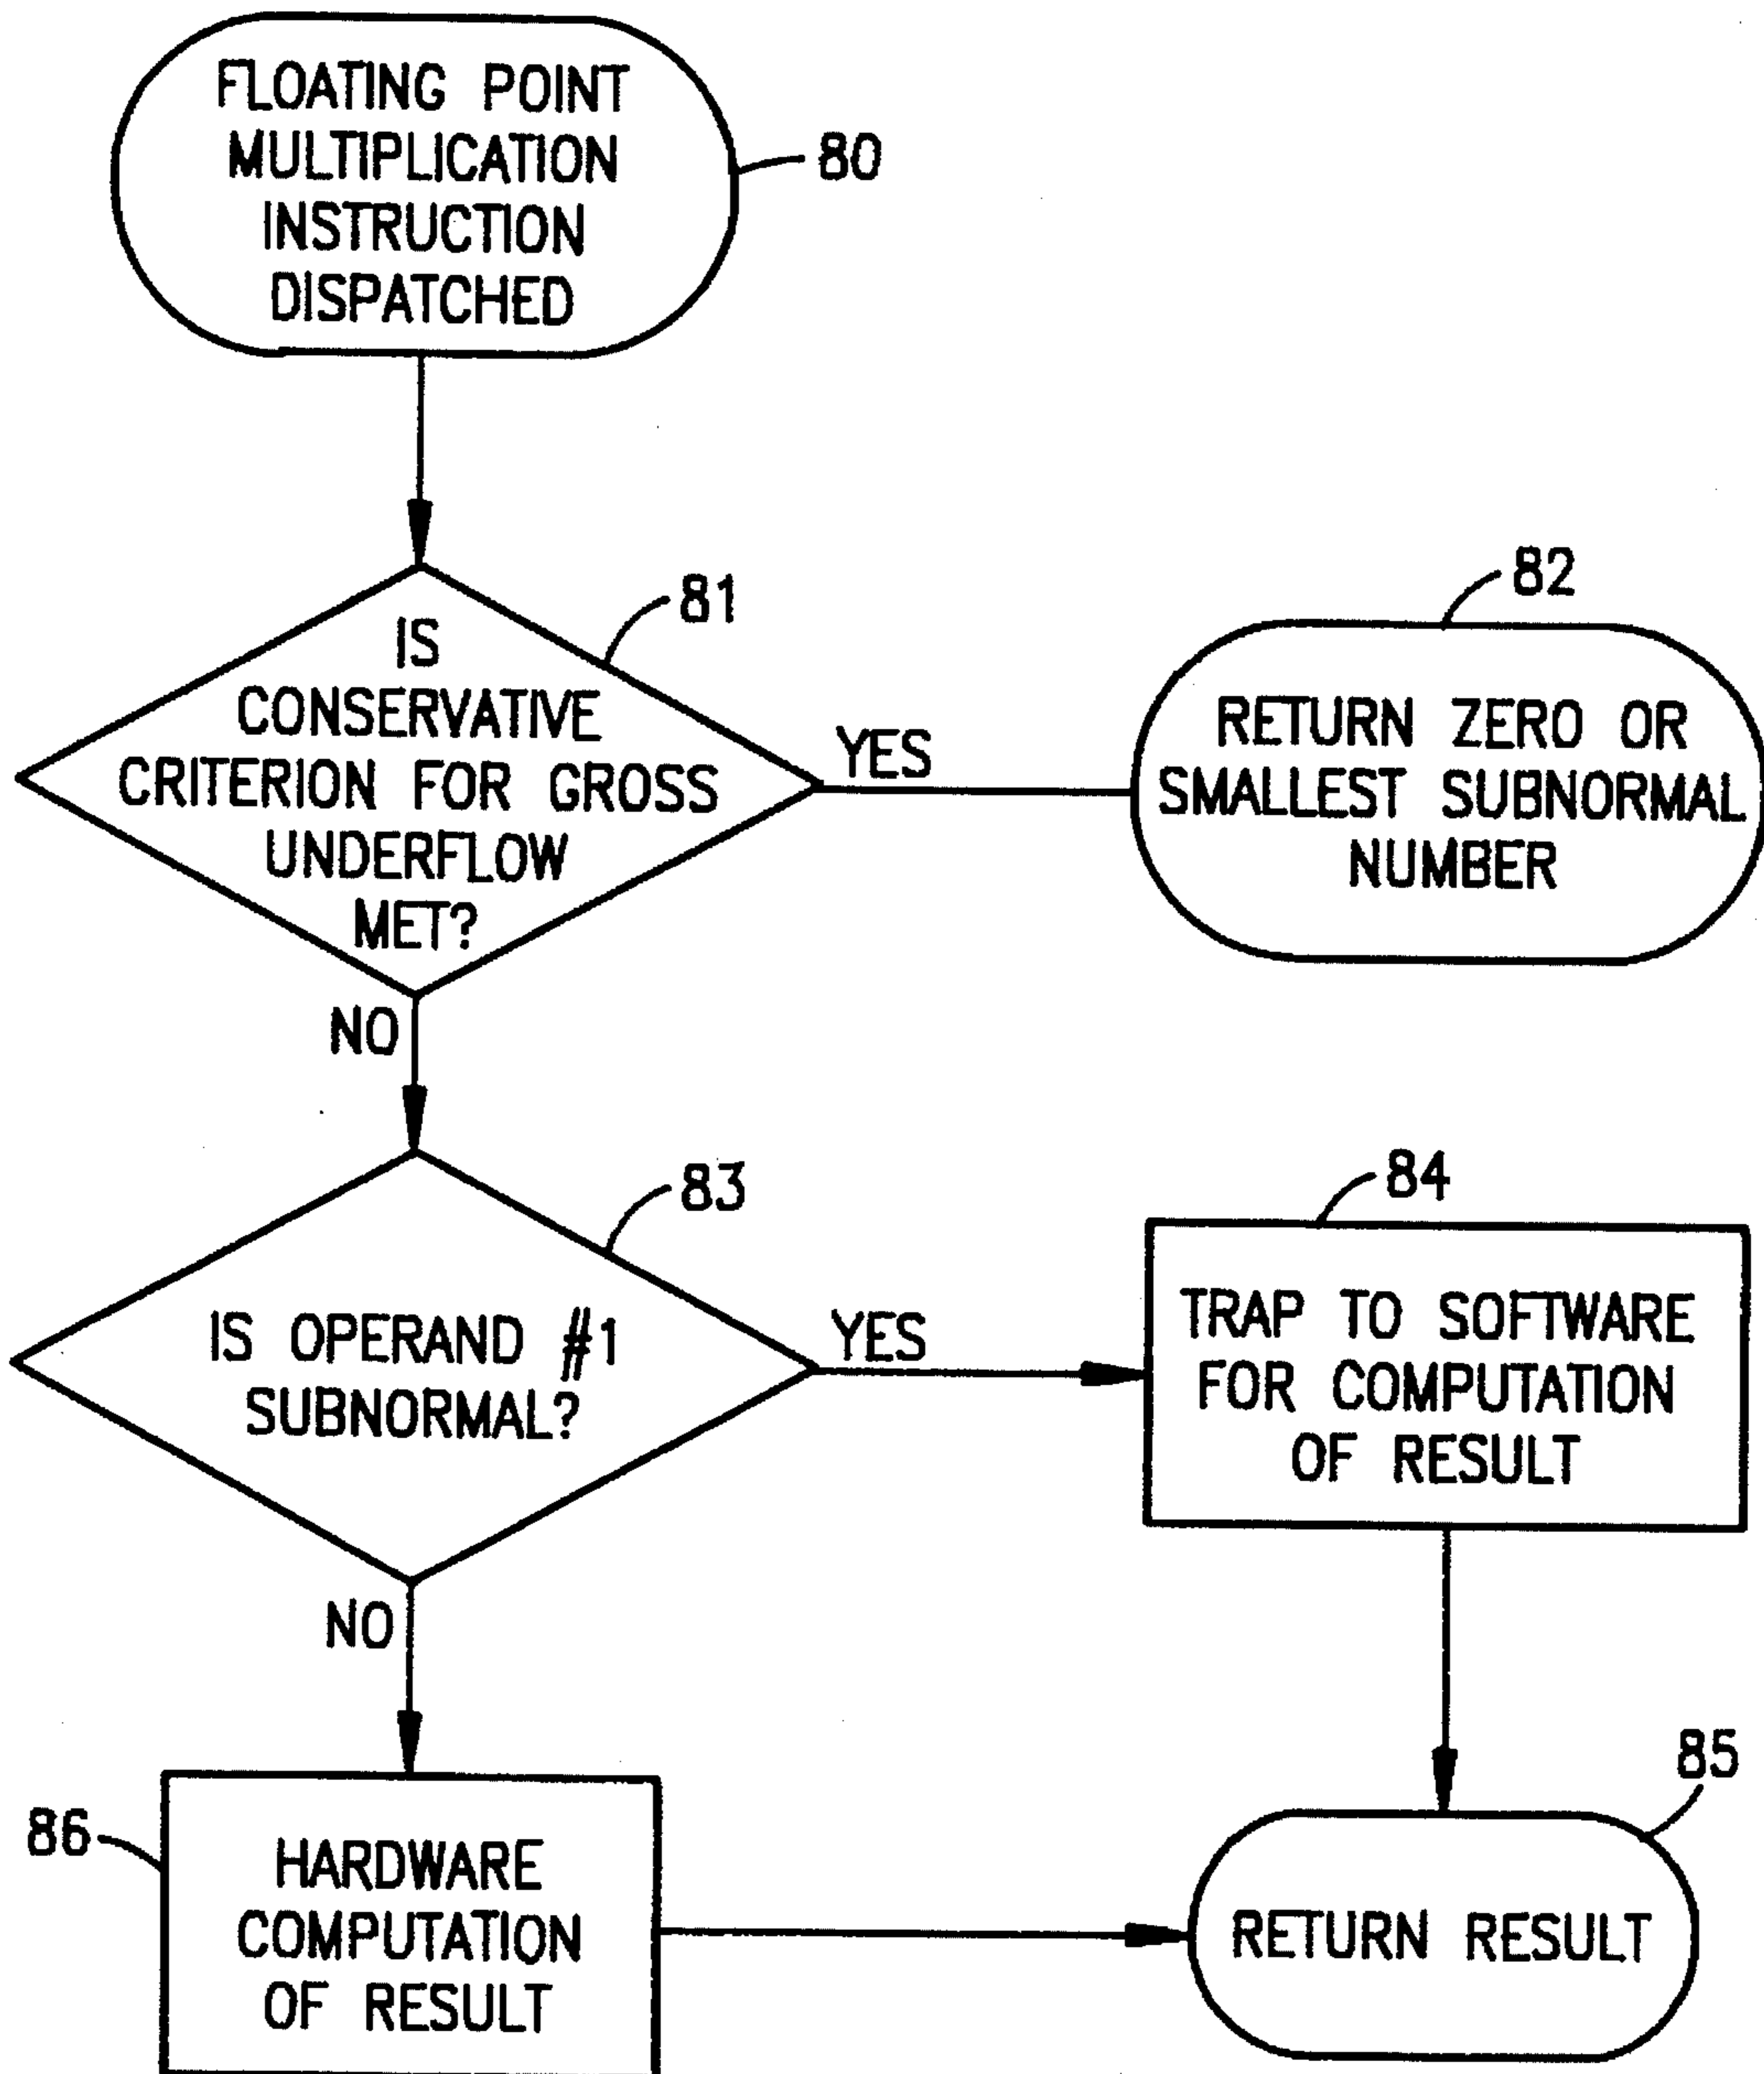 FLOATING POINT
MULTIPLICATION
INSTRUCTION
DISPATCHED
80
IS
CONSERVATIVE
CRITERION FOR GROSS
UNDERFLOW
MET?
81
YES
82
RETURN ZERO OR
SMALLEST SUBNORMAL
NUMBER
NO
IS OPERAND #1
SUBNORMAL?
83
YES
84
TRAP TO SOFTWARE
FOR COMPUTATION
OF RESULT
NO
86
HARDWARE
COMPUTATION
OF RESULT
85
RETURN RESULT